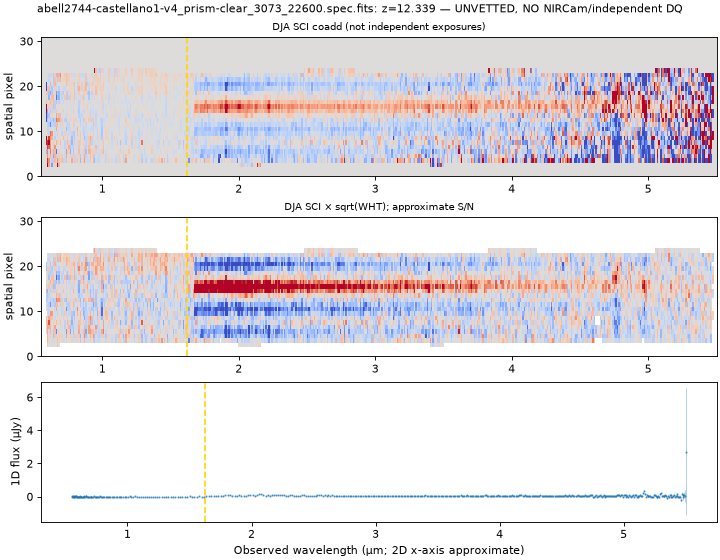 abell2744-castellano1-v4_prism-clear_3073_22600.spec.fits: z=12.339 — UNVETTED, NO NIRCam/independent DQ
DJA SCI coadd (not independent exposures)
spatial pixel
30
20
10
0
1 2 3 4 5
DJA SCI × sqrt(WHT); approximate S/N
spatial pixel
30
20
10
0
1 2 3 4 5
1D flux (μJy)
6
4
2
0
1 2 3 4 5
Observed wavelength (μm; 2D x-axis approximate)